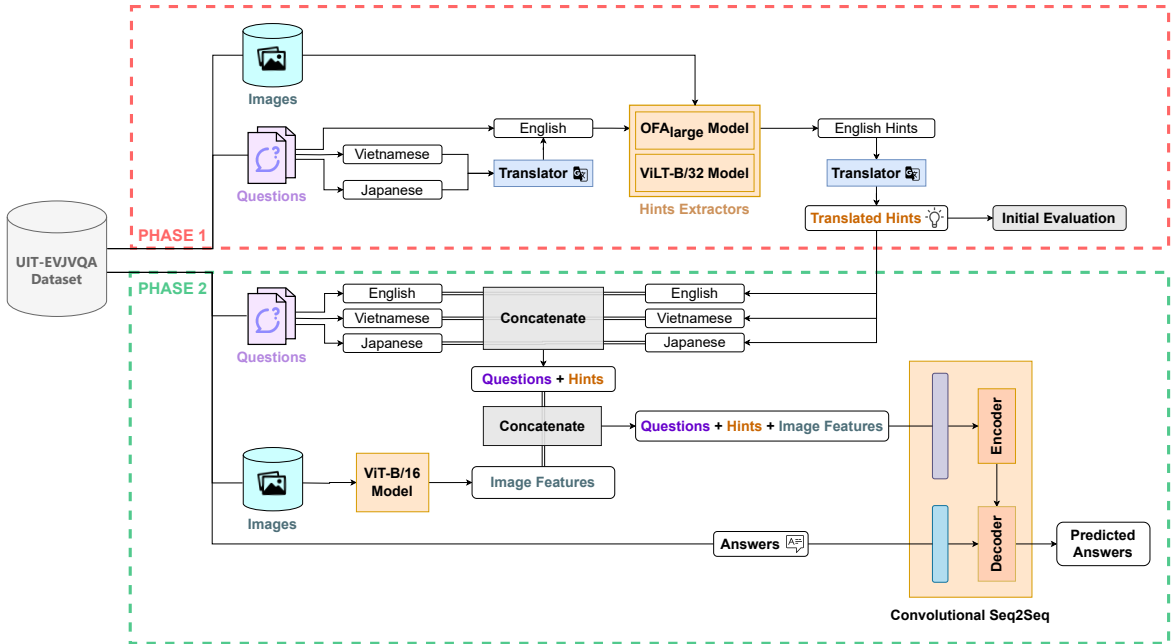 Images
Questions
English
Vietnamese
Japanese
Translator
OFAlarge Model
ViLT-B/32 Model
Hints Extractors
English Hints
Translator
Translated Hints
Initial Evaluation
PHASE 1
UIT-EVJVQA
Dataset
PHASE 2
Questions
English
Vietnamese
Japanese
Concatenate
English
Vietnamese
Japanese
Questions + Hints
Concatenate
Questions + Hints + Image Features
Images
ViT-B/16
Model
Image Features
Answers
A
Encoder
Decoder
Predicted
Answers
Convolutional Seq2Seq